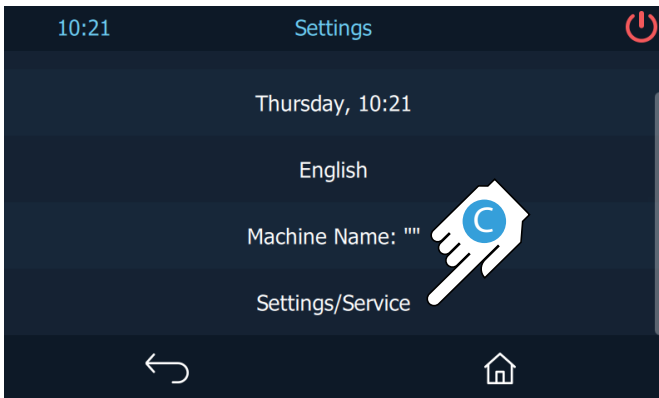 10:21 Settings
Thursday, 10:21
English
Machine Name: ""
C
Settings/Service